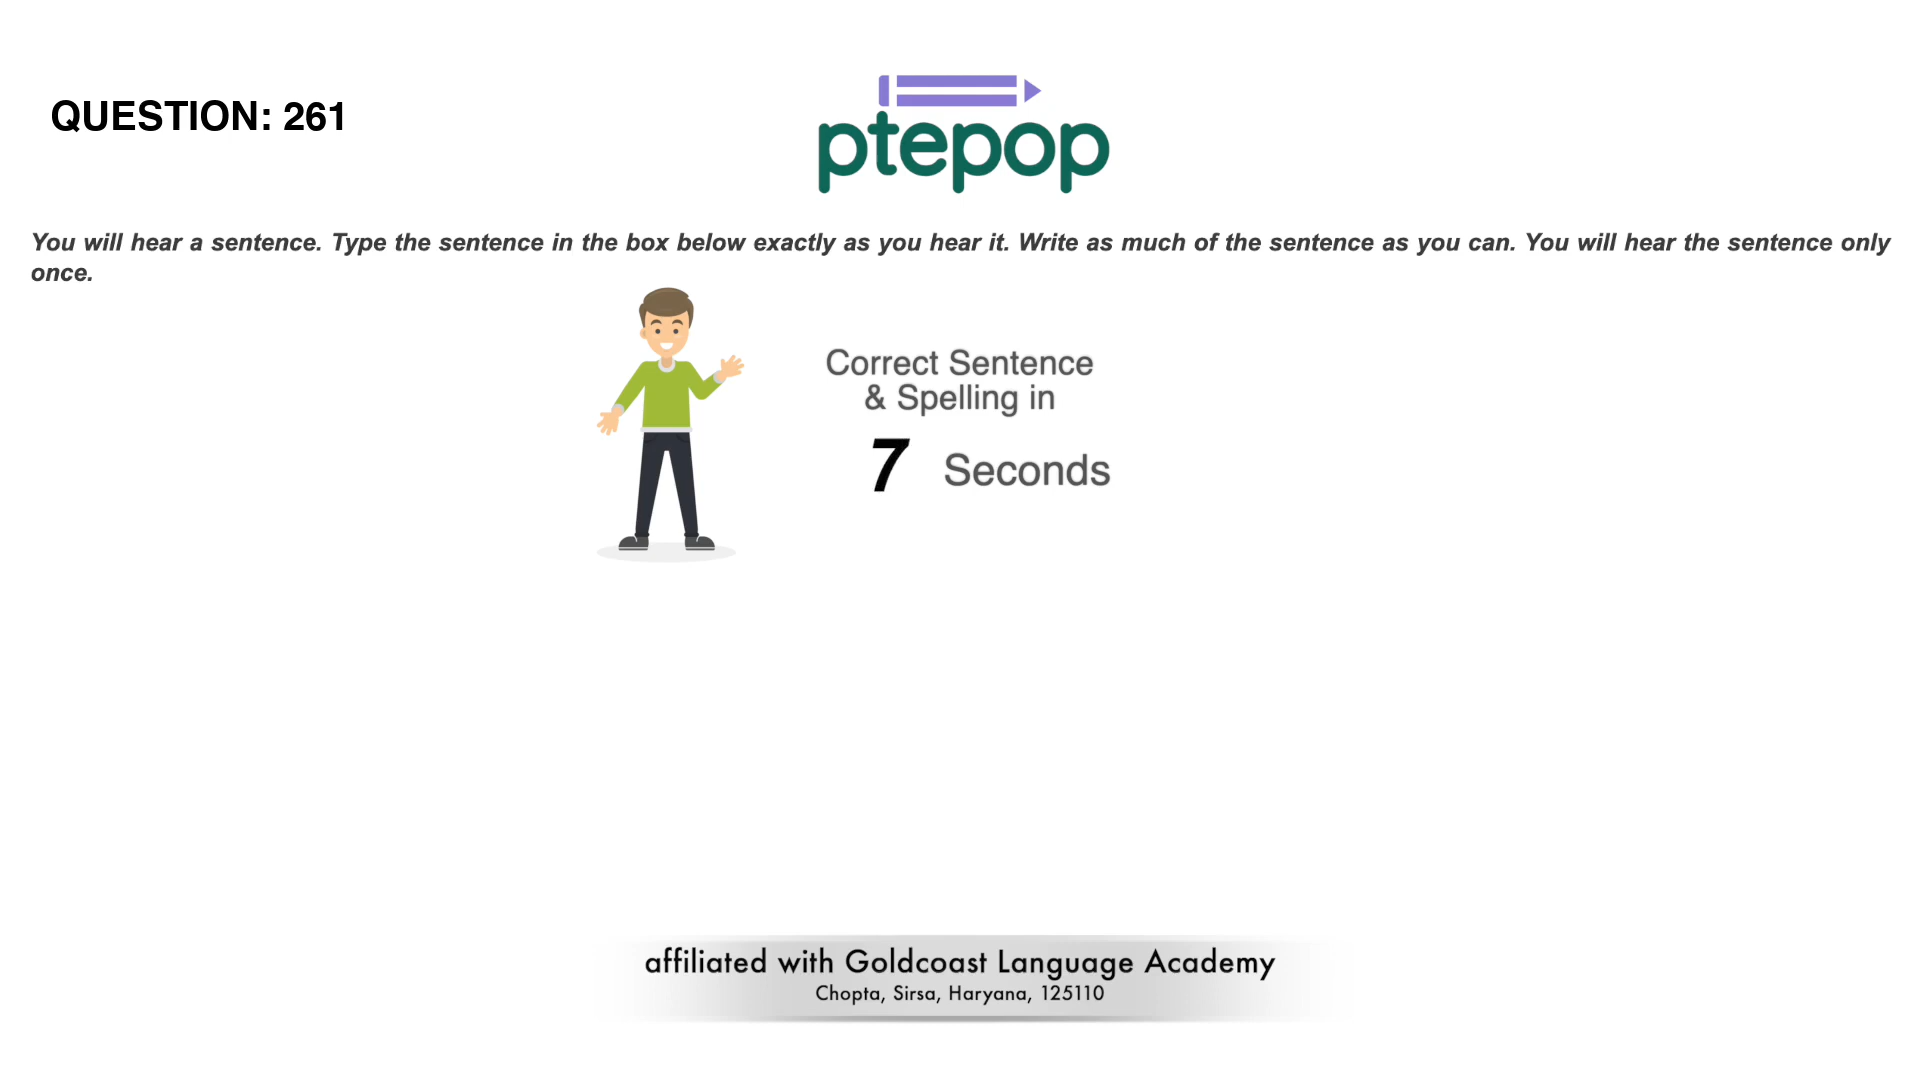 QUESTION: 261
ptepop
You will hear a sentence. Type the sentence in the box below exactly as you hear it. Write as much of the sentence as you can. You will hear the sentence only
once.
Correct Sentence
& Spelling in
7 Seconds
affiliated with Goldcoast Language Academy
Chopta, Sirsa, Haryana, 125110